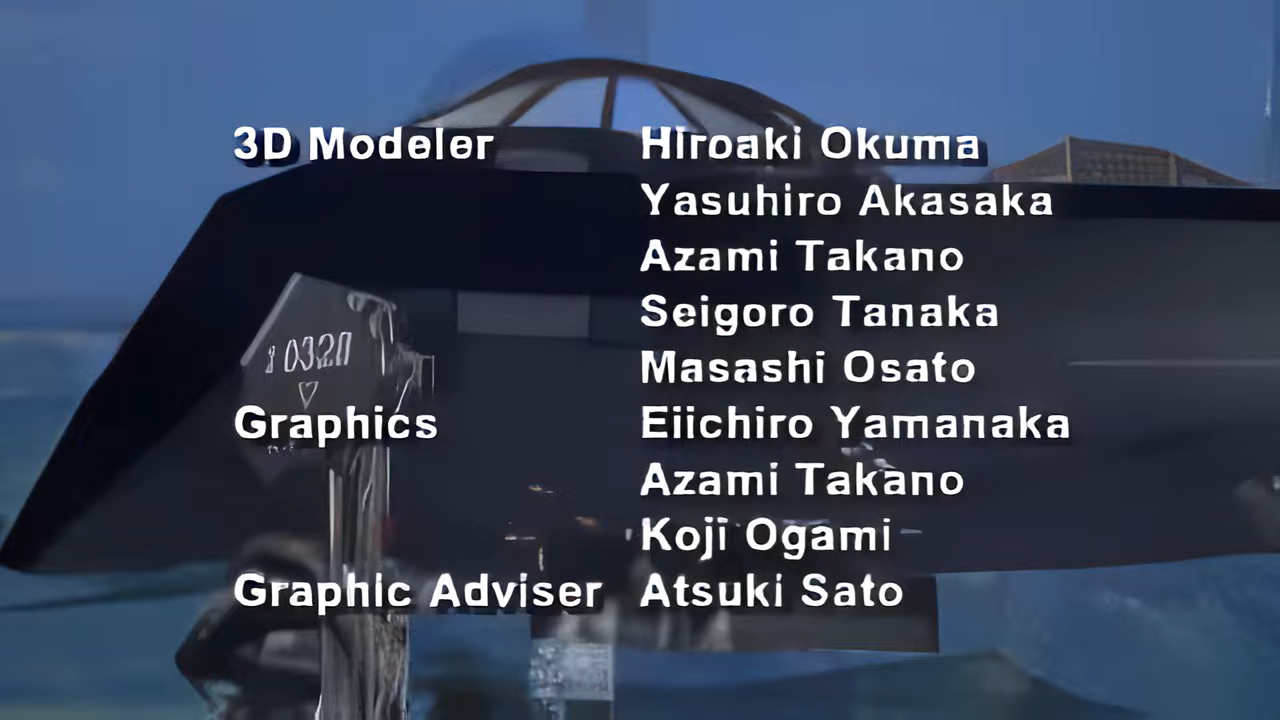 3D Modeler Hiroaki Okuma
Yasuhiro Akasaka
Azami Takano
Seigoro Tanaka
Masashi Osato
Graphics Eiichiro Yamanaka
Azami Takano
Koji Ogami
Graphic Adviser Atsuki Sato